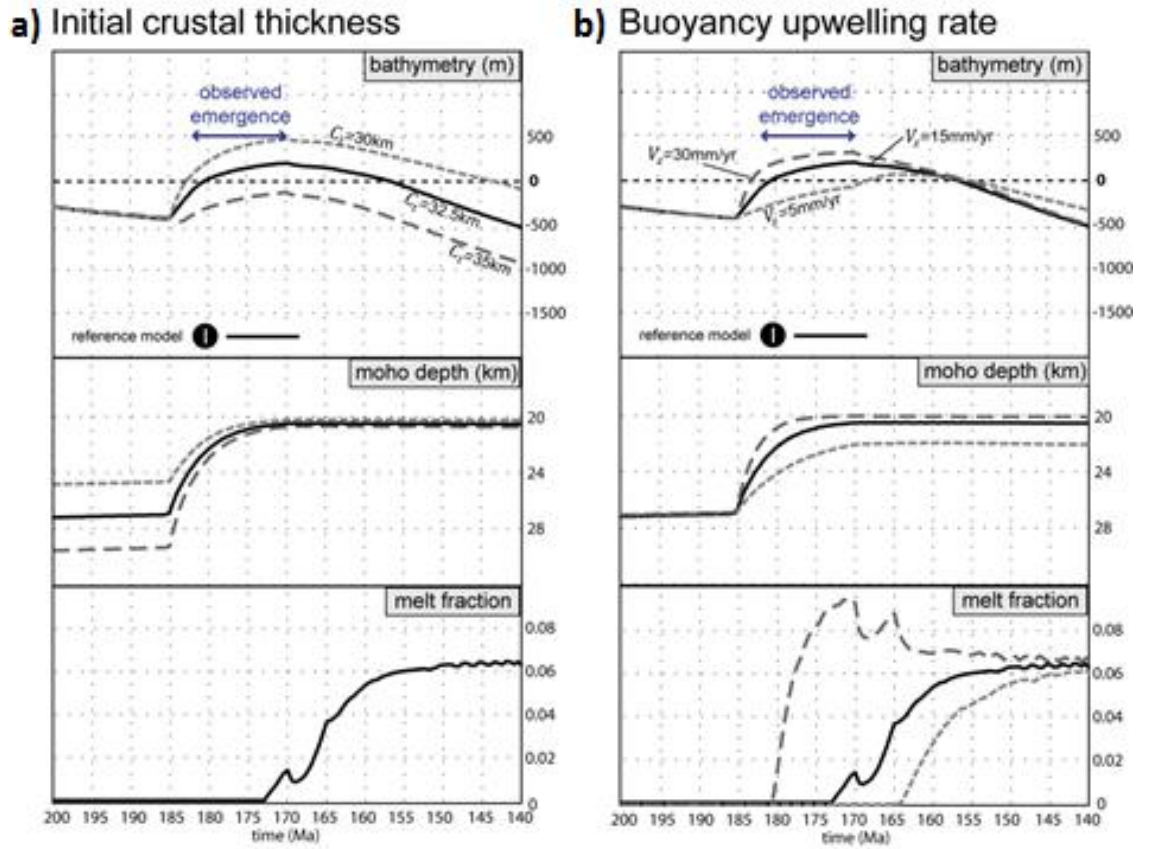 a) Initial crustal thickness
bathymetry (m)
observed
emergence
Cᵢ=30km
Cᵢ=32.5km
Cᵢ=35km
500
0
-500
-1000
-1500
reference model I
moho depth (km)
20
24
28
melt fraction
0.08
0.06
0.04
0.02
0
200 195 190 185 180 175 170 165 160 155 150 145 140
time (Ma)
b) Buoyancy upwelling rate
bathymetry (m)
observed
emergence
=15mm/yr
=30mm/yr
=5mm/yr
500
0
-500
-1000
-1500
reference model I
moho depth (km)
20
24
28
melt fraction
0.08
0.06
0.04
0.02
0
200 195 190 185 180 175 170 165 160 155 150 145 140
time (Ma)